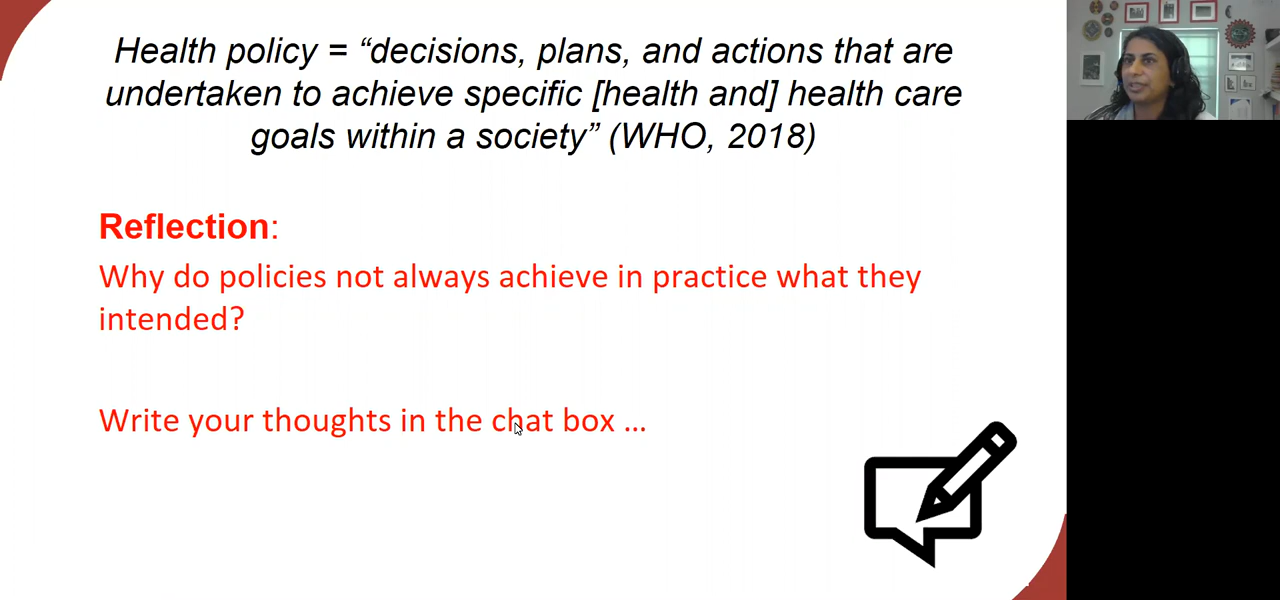 Health policy = “decisions, plans, and actions that are
undertaken to achieve specific [health and] health care
goals within a society” (WHO, 2018)
Reflection:
Why do policies not always achieve in practice what they
intended?
Write your thoughts in the chat box ...